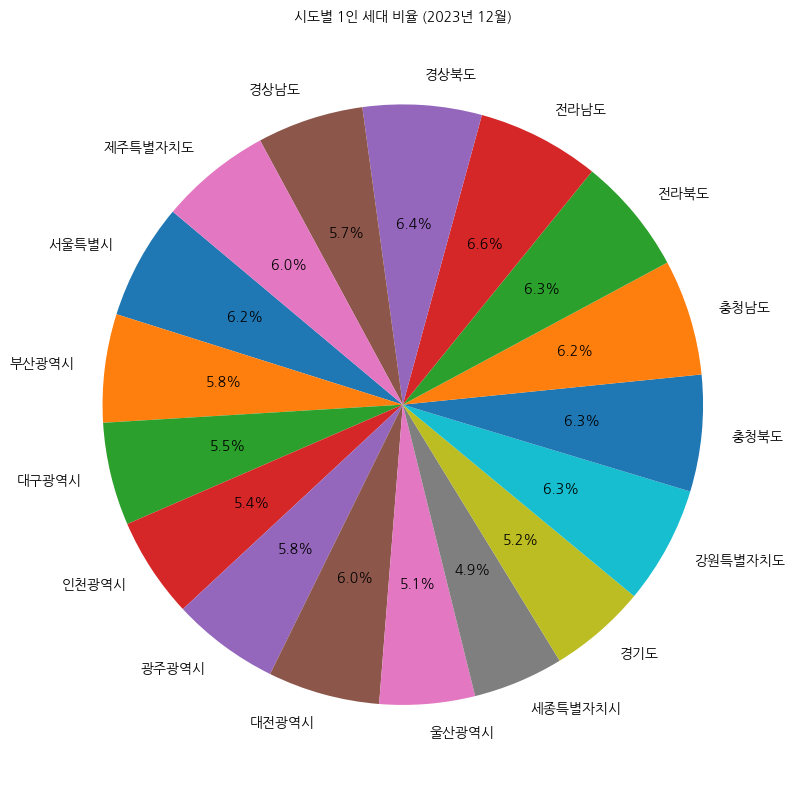 시도별 1인 세대 비율 (2023년 12월)
경상북도
경상남도
전라남도
제주특별자치도
전라북도
서울특별시
6.4%
5.7%
6.6%
6.0%
6.3%
충청남도
6.2%
6.2%
부산광역시
5.8%
6.3%
충청북도
대구광역시
5.5%
6.3%
5.4%
5.2%
인천광역시
5.8%
6.0%
5.1%
4.9%
강원특별자치도
광주광역시
경기도
대전광역시
울산광역시
세종특별자치시